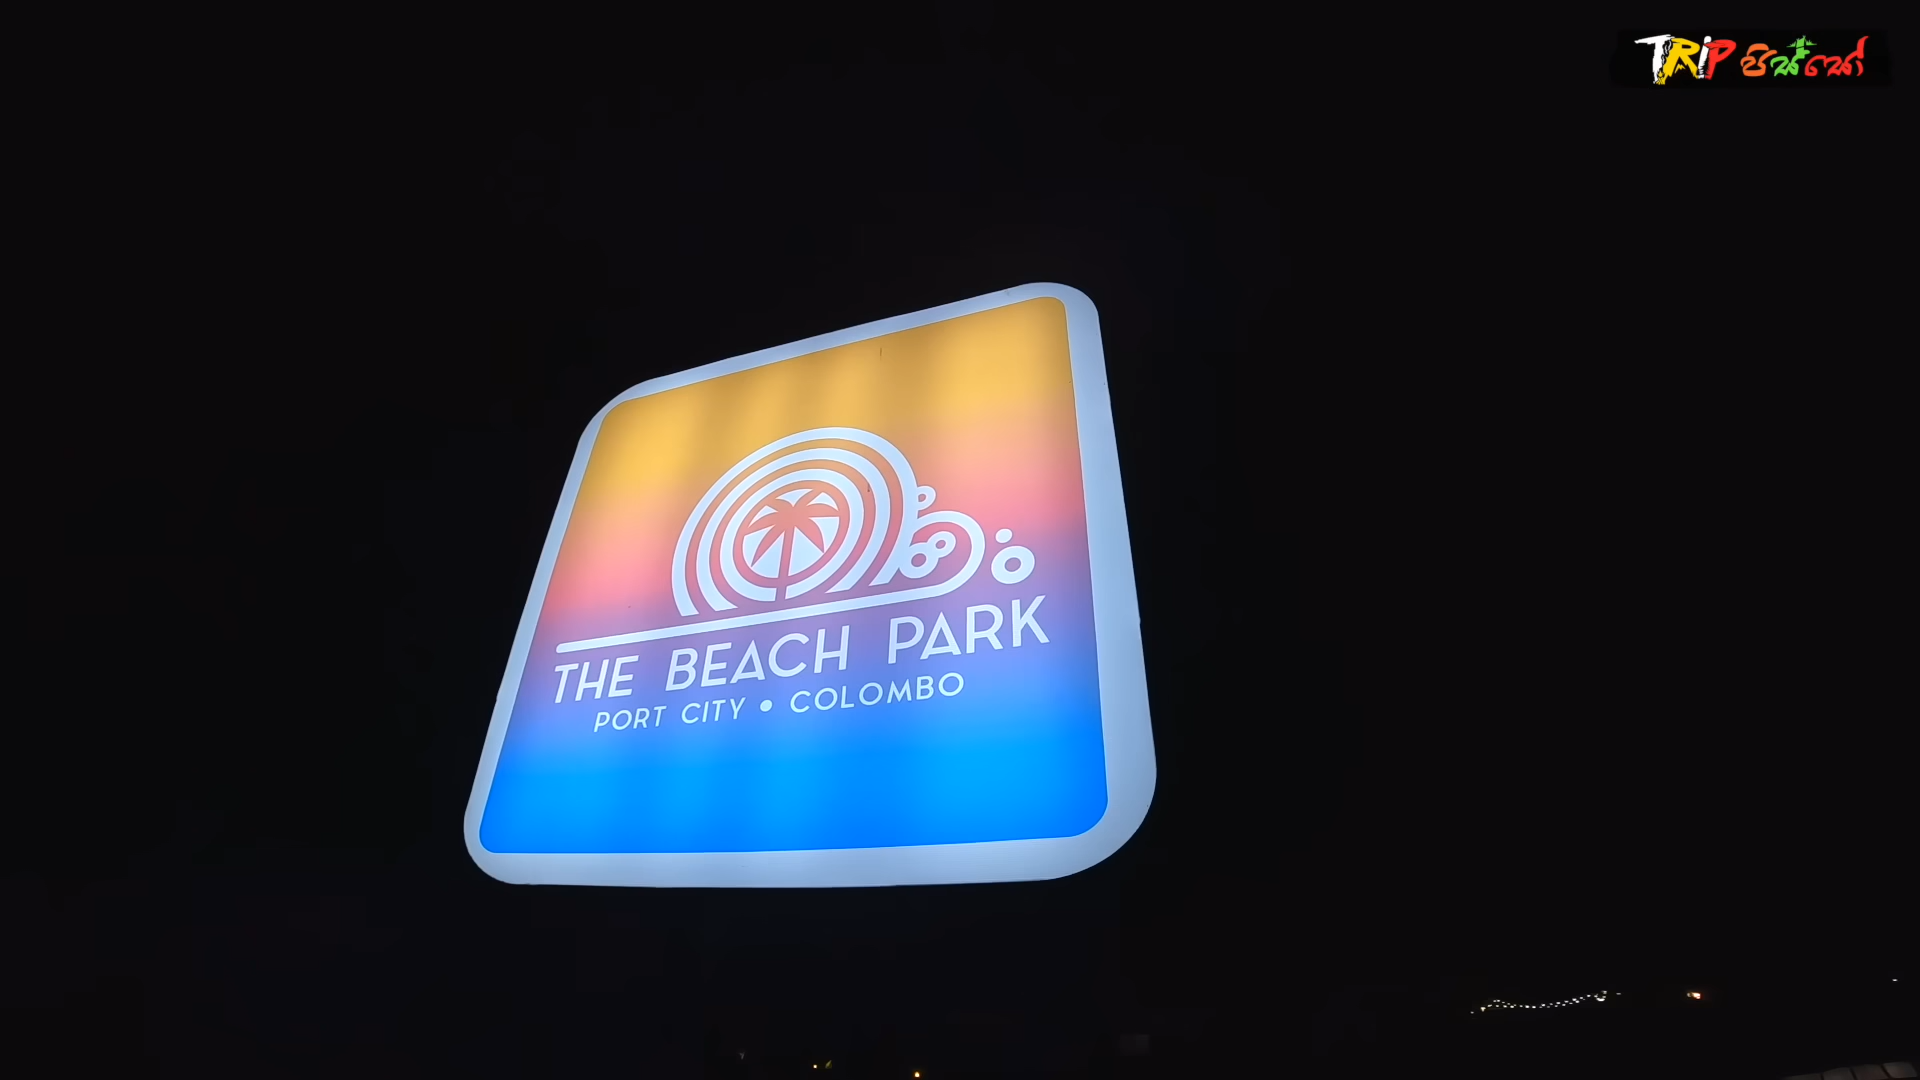 TRIP පිස්සෝ
THE BEACH PARK
PORT CITY • COLOMBO